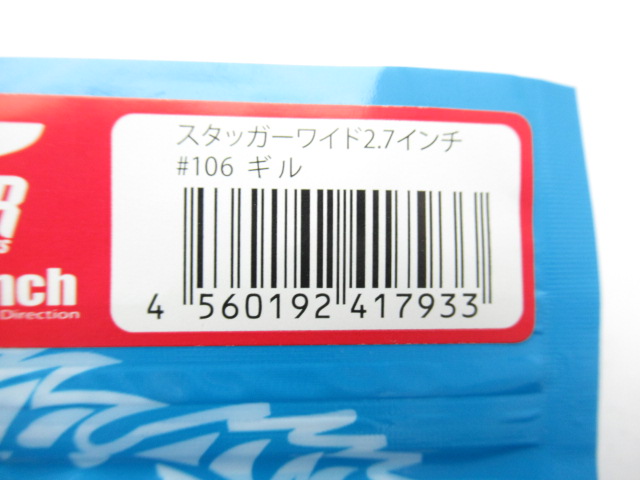 スタッガーワイド2.7インチ
#106 ギル
4 560192 417933
R
s
nch
Direction